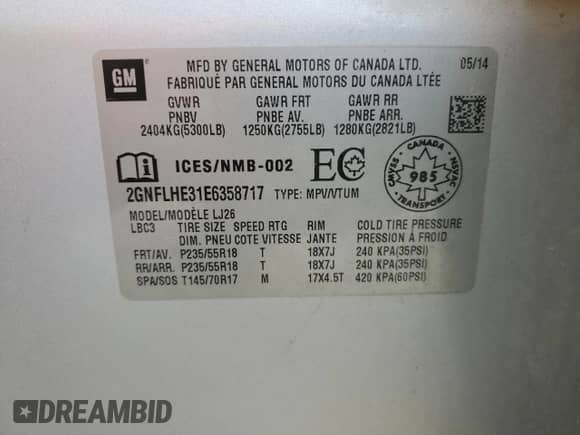 GM
MFD BY GENERAL MOTORS OF CANADA LTD. 05/14
FABRIQUÉ PAR GENERAL MOTORS DU CANADA LTÉE
GVWR GAWR FRT GAWR RR
PNBV PNBE AV. PNBE ARR.
2404KG(5300LB) 1250KG(2755LB) 1280KG(2821LB)
ICES/NMB-002 EC
CANADA
CMVSS NSVAC
985
TRANSPORT
2GNFLHE31E6358717 TYPE: MPV/VTUM
MODEL/MODÈLE LJ26
LBC3 TIRE SIZE SPEED RTG RIM COLD TIRE PRESSURE
DIM. PNEU COTE VITESSE JANTE PRESSION À FROID
FRT/AV. P235/55R18 T 18X7J 240 KPA(35PSI)
RR/ARR. P235/55R18 T 18X7J 240 KPA(35PSI)
SPA/SOS T145/70R17 M 17X4.5T 420 KPA(60PSI)
DREAMBID